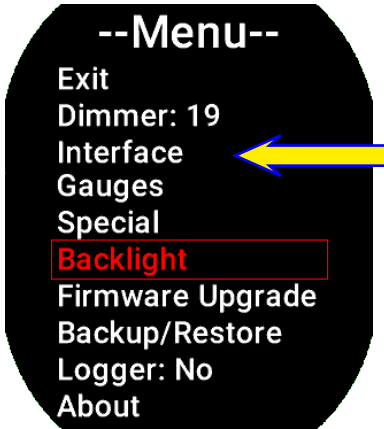 --Menu--
Exit
Dimmer: 19
Interface
Gauges
Special
Backlight
Firmware Upgrade
Backup/Restore
Logger: No
About